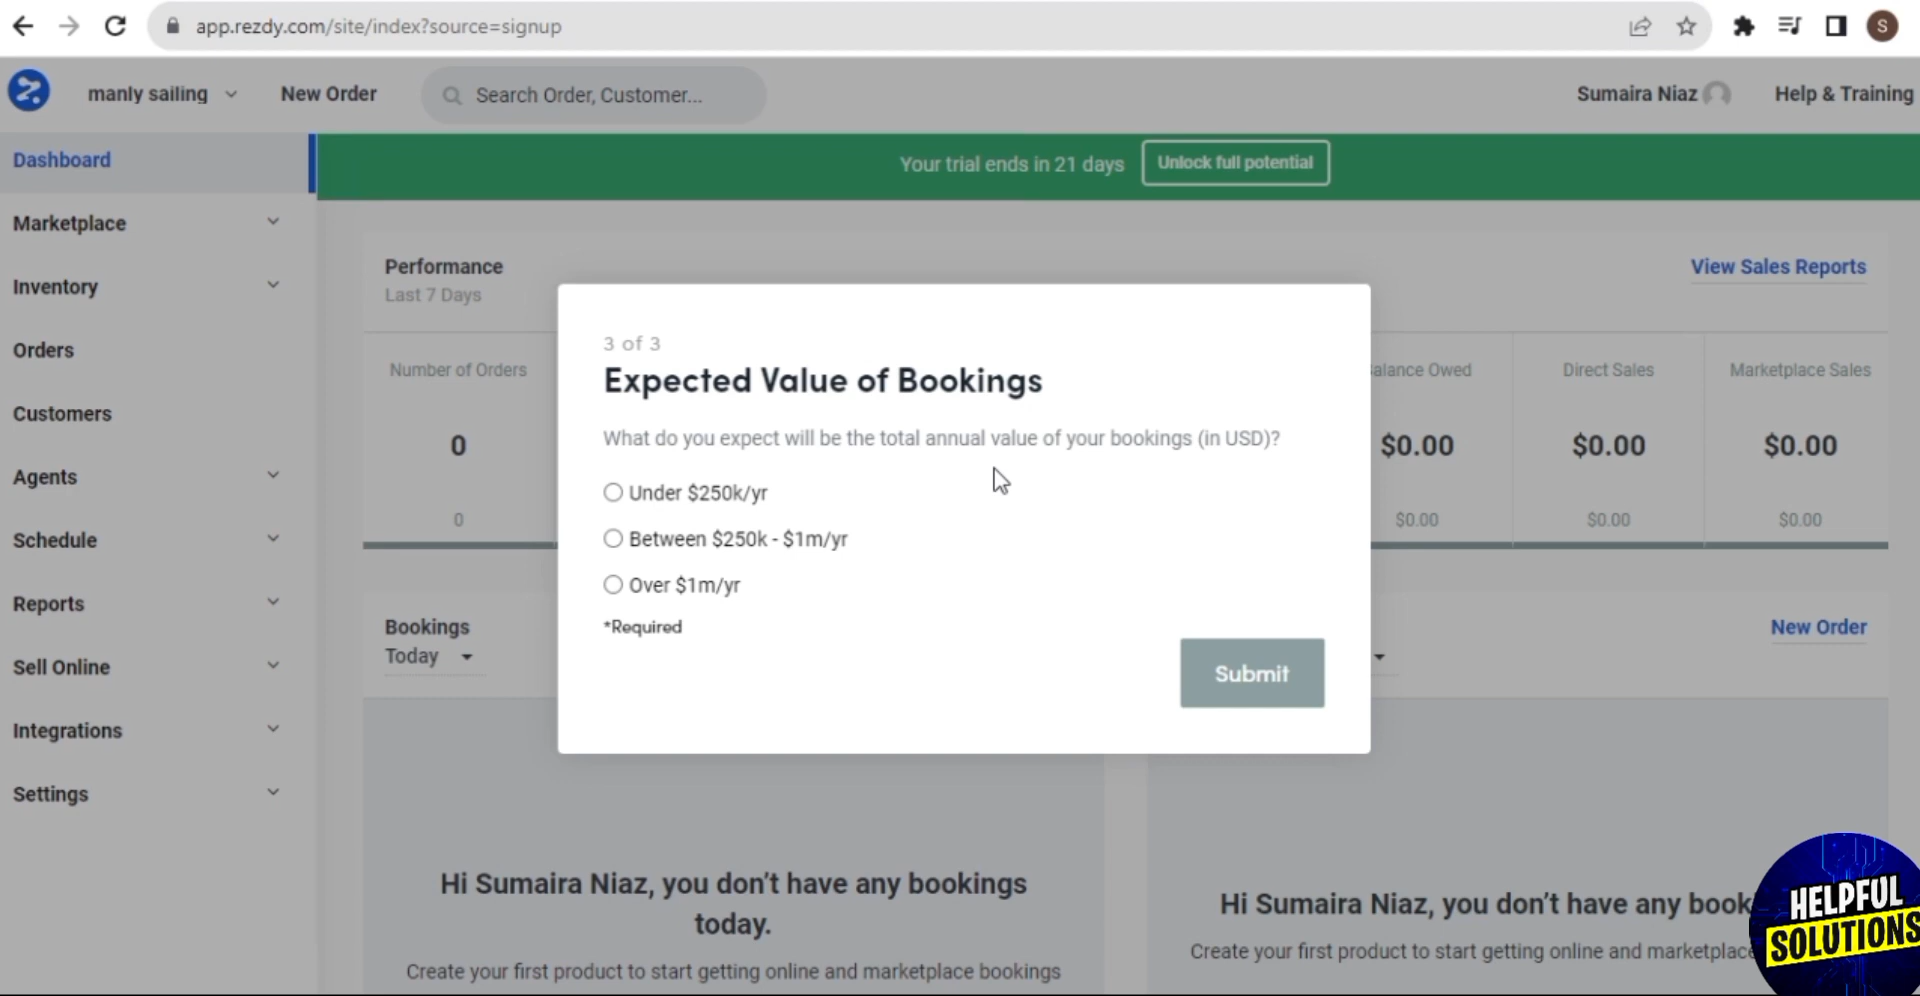 app.rezdy.com/site/index?source=signup
S
manly sailing
New Order
Search Order, Customer...
Sumaira Niaz
Help & Training
Dashboard
Your trial ends in 21 days
Unlock full potential
Marketplace
Inventory
Orders
Customers
Agents
Schedule
Reports
Sell Online
Integrations
Settings
Performance
Last 7 Days
View Sales Reports
Number of Orders
0
0
alance Owed
$0.00
$0.00
Direct Sales
$0.00
$0.00
Marketplace Sales
$0.00
$0.00
3 of 3
Expected Value of Bookings
What do you expect will be the total annual value of your bookings (in USD)?
Under $250k/yr
Between $250k - $1m/yr
Over $1m/yr
*Required
Submit
Bookings
Today
New Order
Hi Sumaira Niaz, you don’t have any bookings
today.
Create your first product to start getting online and marketplace bookings
Hi Sumaira Niaz, you don’t have any book
Create your first product to start getting online and marketplace
HELPFUL
SOLUTIONS